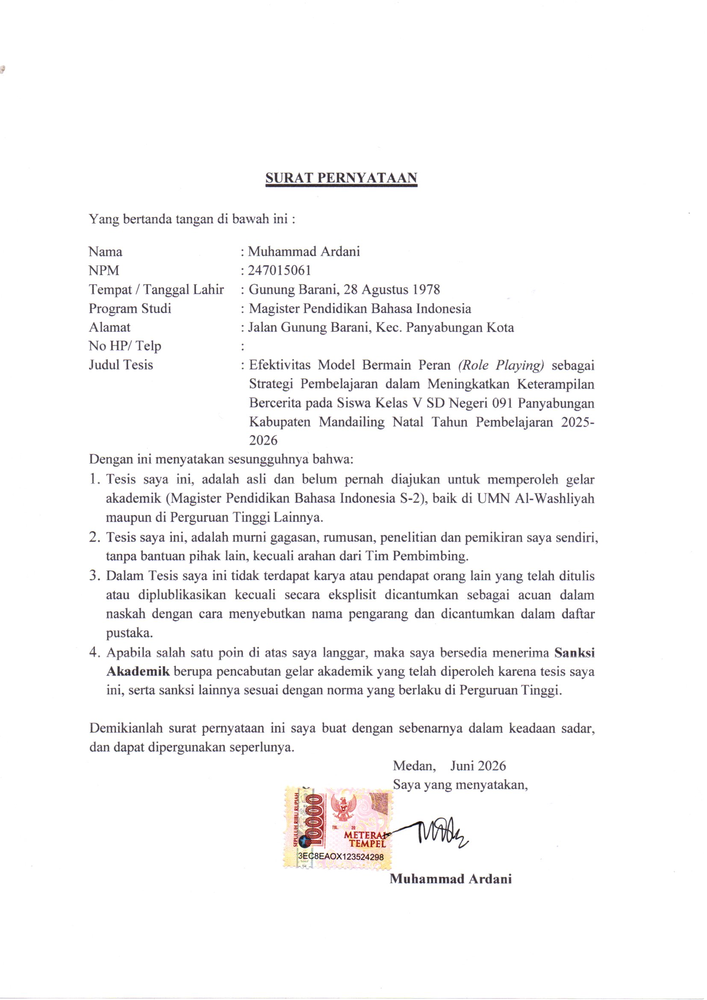 SURAT PERNYATAAN
Yang bertanda tangan di bawah ini :
Nama : Muhammad Ardani
NPM : 247015061
Tempat / Tanggal Lahir : Gunung Barani, 28 Agustus 1978
Program Studi : Magister Pendidikan Bahasa Indonesia
Alamat : Jalan Gunung Barani, Kec. Panyabungan Kota
No HP/ Telp :
Judul Tesis : Efektivitas Model Bermain Peran (Role Playing) sebagai
Strategi Pembelajaran dalam Meningkatkan Keterampilan
Bercerita pada Siswa Kelas V SD Negeri 091 Panyabungan
Kabupaten Mandailing Natal Tahun Pembelajaran 2025-
2026
Dengan ini menyatakan sesungguhnya bahwa:
1. Tesis saya ini, adalah asli dan belum pernah diajukan untuk memperoleh gelar
akademik (Magister Pendidikan Bahasa Indonesia S-2), baik di UMN Al-Washliyah
maupun di Perguruan Tinggi Lainnya.
2. Tesis saya ini, adalah murni gagasan, rumusan, penelitian dan pemikiran saya sendiri,
tanpa bantuan pihak lain, kecuali arahan dari Tim Pembimbing.
3. Dalam Tesis saya ini tidak terdapat karya atau pendapat orang lain yang telah ditulis
atau diplublikasikan kecuali secara eksplisit dicantumkan sebagai acuan dalam
naskah dengan cara menyebutkan nama pengarang dan dicantumkan dalam daftar
pustaka.
4. Apabila salah satu poin di atas saya langgar, maka saya bersedia menerima Sanksi
Akademik berupa pencabutan gelar akademik yang telah diperoleh karena tesis saya
ini, serta sanksi lainnya sesuai dengan norma yang berlaku di Perguruan Tinggi.
Demikianlah surat pernyataan ini saya buat dengan sebenarnya dalam keadaan sadar,
dan dapat dipergunakan seperlunya.
Medan, Juni 2026
Saya yang menyatakan,
SEPULUH RIBU RUPIAH
10000
TGL. 20
METERAI
TEMPEL
3EC8EAOX123524298
Muhammad Ardani